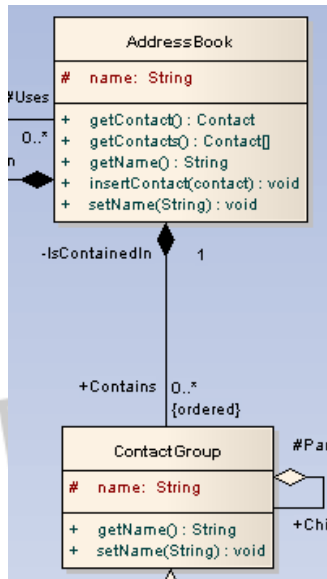 AddressBook
# name: String
#Uses
+ getContact() : Contact
0..*
+ getContacts() : Contact[]
+ getName() : String
n
+ insertContact(contact) : void
+ setName(String) : void
-IsContainedIn 1
+Contains 0..*
{ordered}
ContactGroup
#Par
# name: String
+ getName() : String
+Chi
+ setName(String) : void